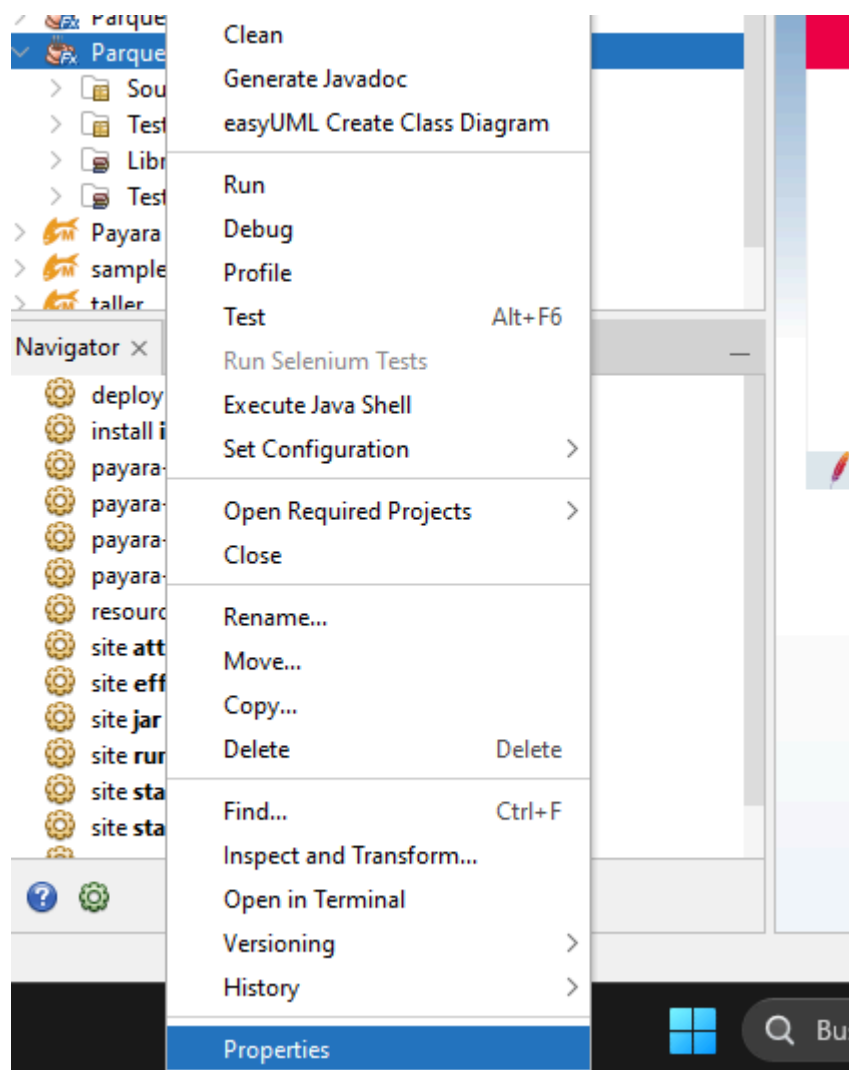 Parque
Parque
Sou
Test
Libr
Test
Payara
sample
taller
Navigator
deploy
install i
payara-
payara-
payara-
payara-
resourc
site att
site eff
site jar
site rur
site sta
site sta
Clean
Generate Javadoc
easyUML Create Class Diagram
Run
Debug
Profile
Test Alt+F6
Run Selenium Tests
Execute Java Shell
Set Configuration
Open Required Projects
Close
Rename...
Move...
Copy...
Delete Delete
Find... Ctrl+F
Inspect and Transform...
Open in Terminal
Versioning
History
Properties
Bu